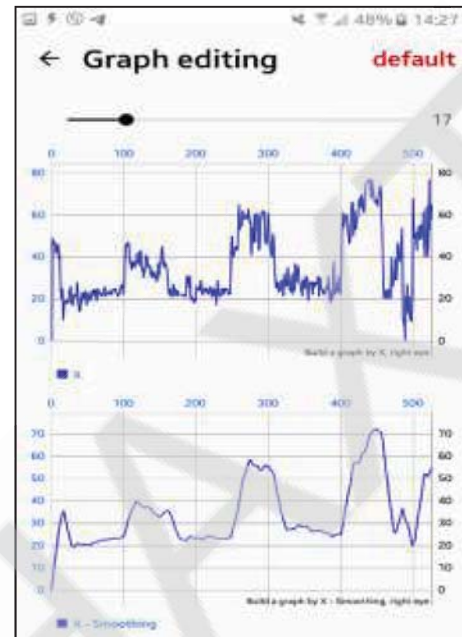 48% 14:27
← Graph editing default
17
0 100 200 300 400 500
80 80
60 60
40 40
20 20
0 0
Build a graph by X, right eye
X
0 100 200 300 400 500
70 70
60 60
50 50
40 40
30 30
20 20
10 10
0 0
Build a graph by X - Smoothing, right eye
X - Smoothing